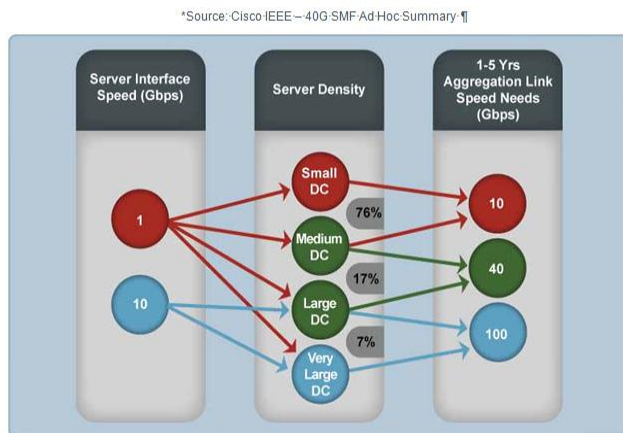 *Source: Cisco IEEE – 40G SMF Ad Hoc Summary ¶
Server Interface
Speed (Gbps)
Server Density
1-5 Yrs
Aggregation Link
Speed Needs
(Gbps)
1
10
Small
DC
76%
Medium
DC
17%
Large
DC
7%
Very
Large
DC
10
40
100